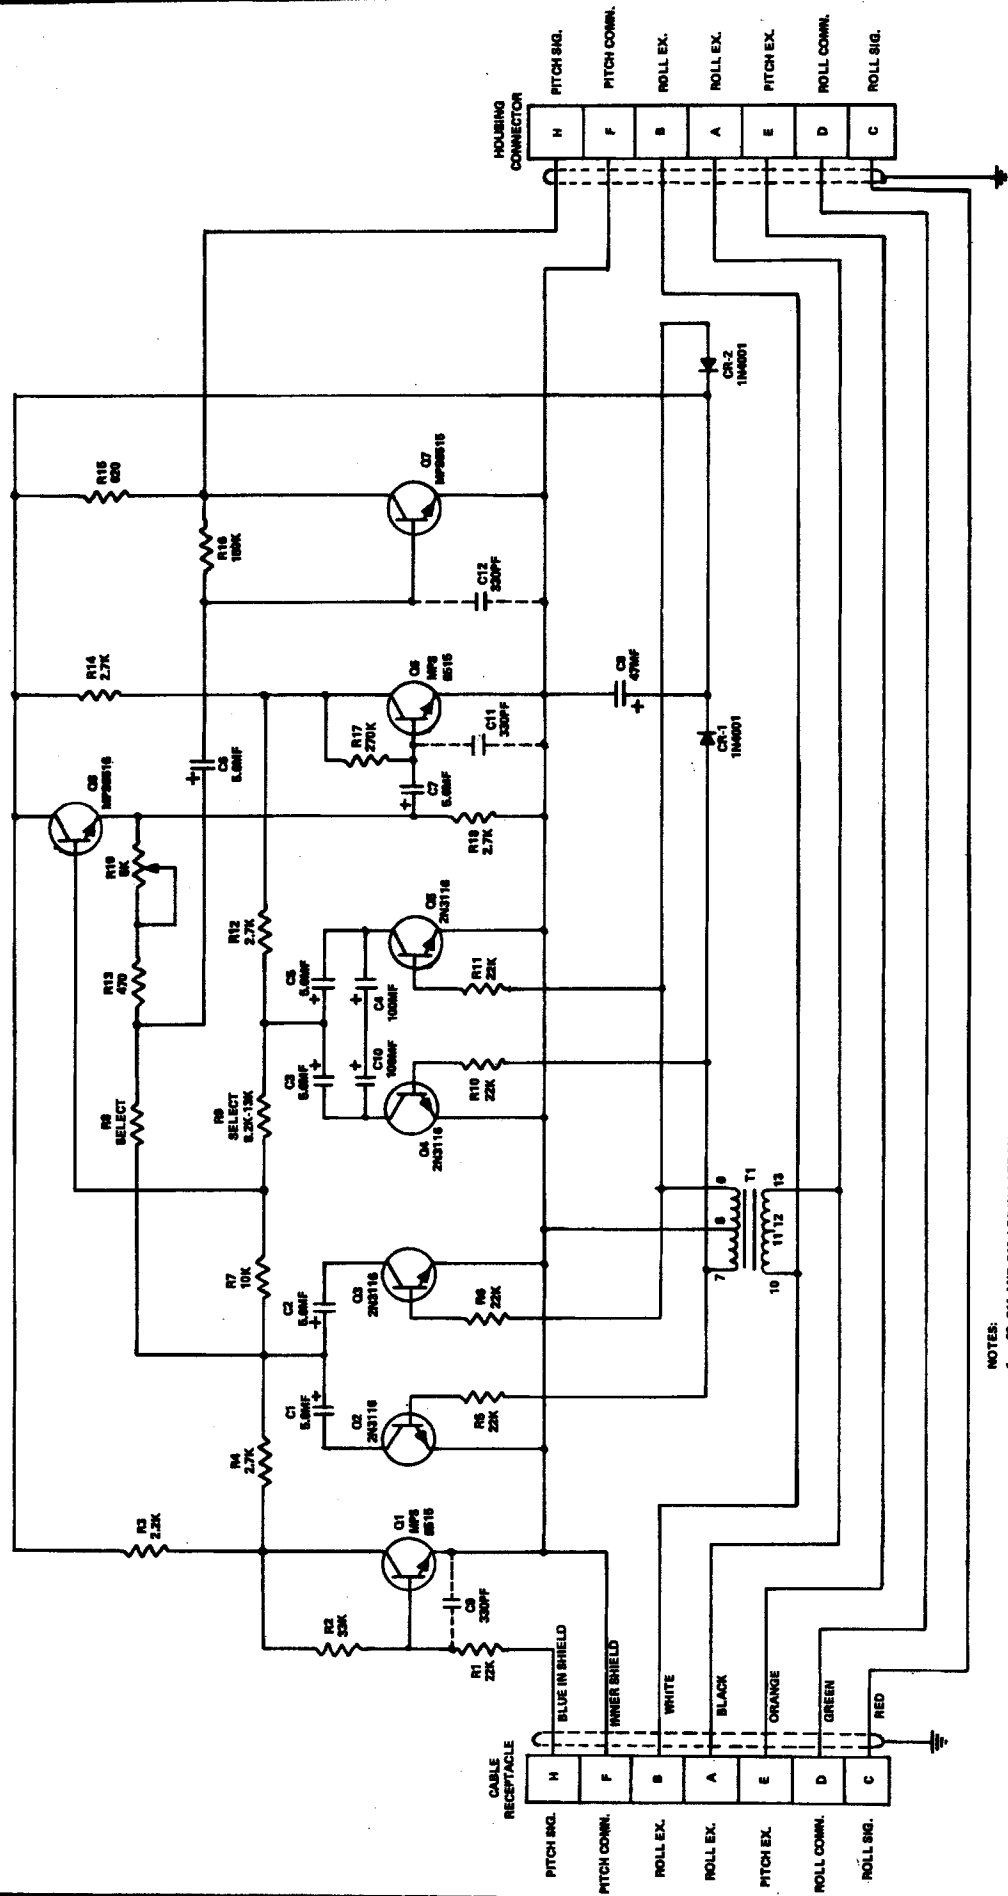 HOUSING
CONNECTOR
H
F
B
A
E
D
C
PITCH SIG.
PITCH COMN.
ROLL EX.
ROLL EX.
PITCH EX.
ROLL COMN.
ROLL SIG.
CABLE
RECEPTACLE
H
F
B
A
E
D
C
PITCH SIG.
PITCH COMN.
ROLL EX.
ROLL EX.
PITCH EX.
ROLL COMN.
ROLL SIG.
BLUE IN SHIELD
INNER SHIELD
WHITE
BLACK
ORANGE
GREEN
RED
R1
22K
R2
33K
C9
330PF
Q1
MPS
6515
R3
2.2K
R4
2.7K
C1
5.6MF
Q2
2N3116
R5
22K
C2
5.6MF
Q3
2N3116
R6
22K
R7
10K
SELECT
SELECT
8.2K-13K
C3
5.6MF
C10
100MF
Q4
2N3116
R10
22K
C5
5.6MF
C4
100MF
Q5
2N3116
R11
22K
R12
2.7K
R13
470
R19
5K
R18
2.7K
C6
5.6MF
C7
5.6MF
R17
270K
R14
2.7K
Q6
MPS
6515
C11
330PF
C8
47MF
CR-1
1N4001
R15
620
R16
180K
Q7
MPS6515
C12
330PF
CR-2
1N4001
T1
7
8
9
10
11
12
13
NOTES: